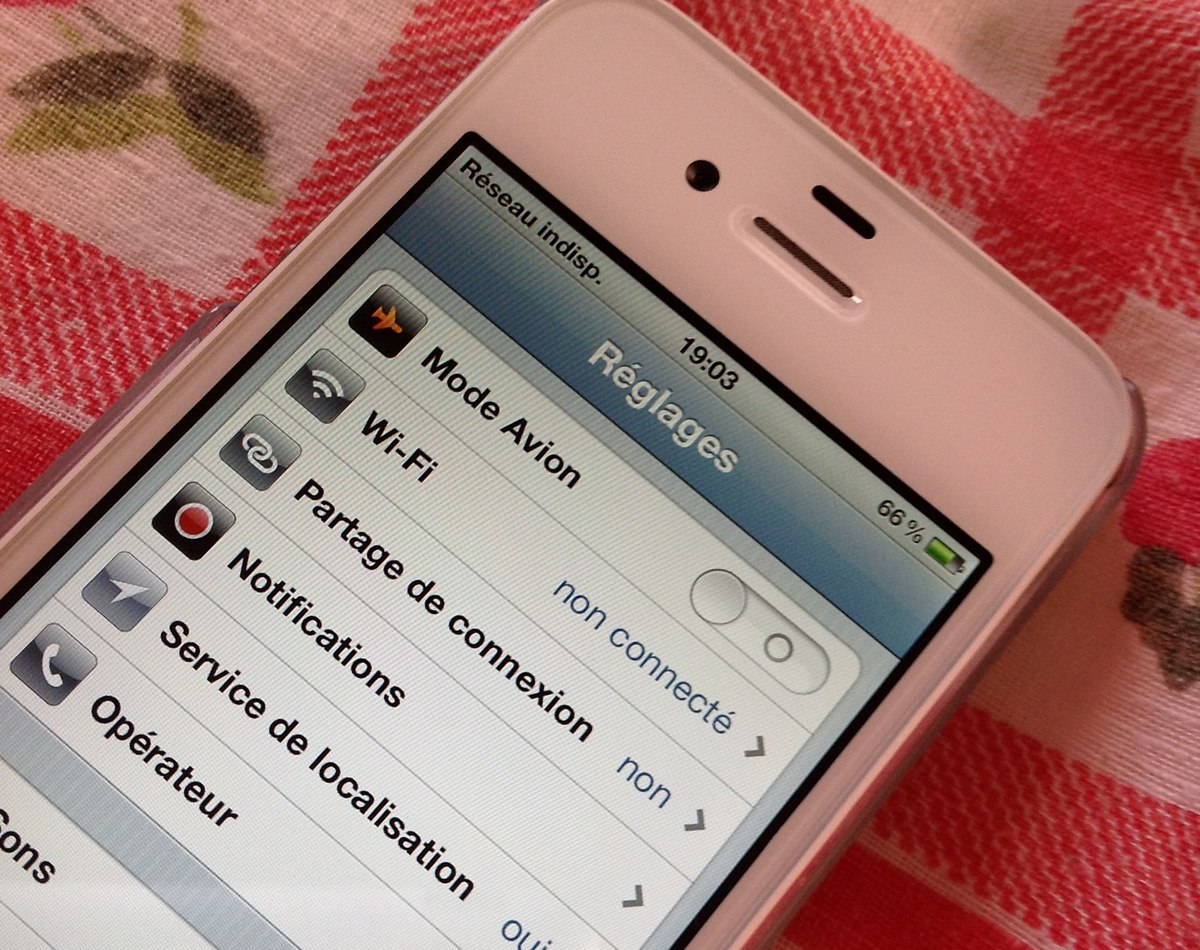 Réseau indisp. 19:03 66 %
Réglages
Mode Avion
Wi-Fi non connecté
Partage de connexion non
Notifications
Service de localisation oui
Opérateur
sons